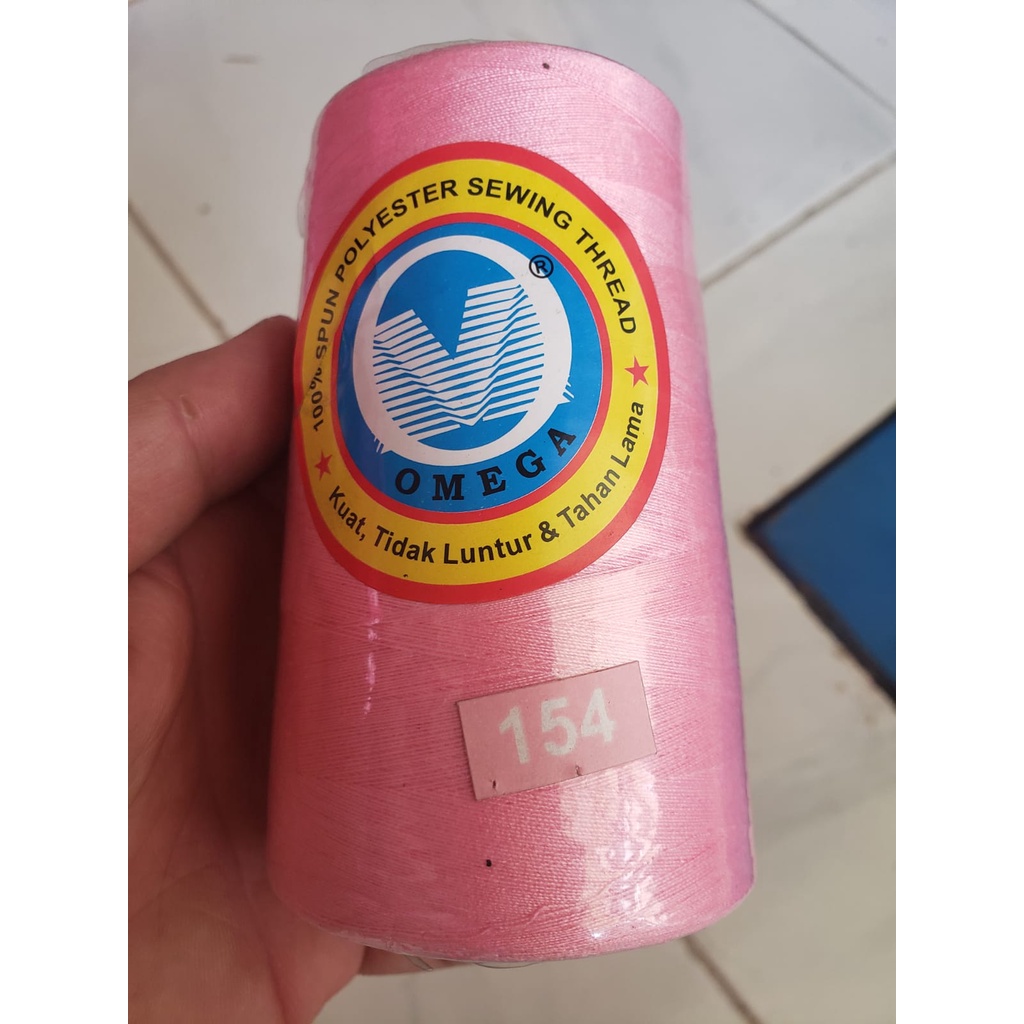 100% SPUN POLYESTER SEWING THREAD
®
OMEGA
Kuat, Tidak Luntur & Tahan Lama
154